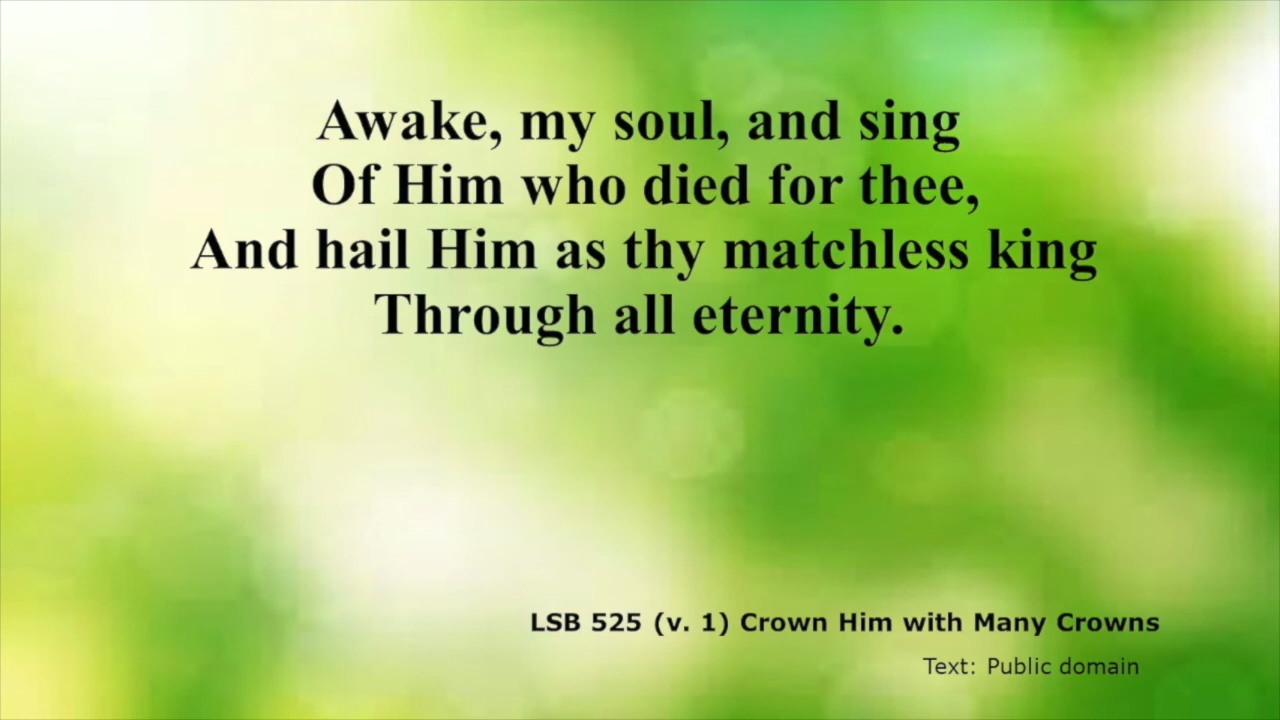 Awake, my soul, and sing
Of Him who died for thee,
And hail Him as thy matchless king
Through all eternity.
LSB 525 (v. 1) Crown Him with Many Crowns
Text: Public domain